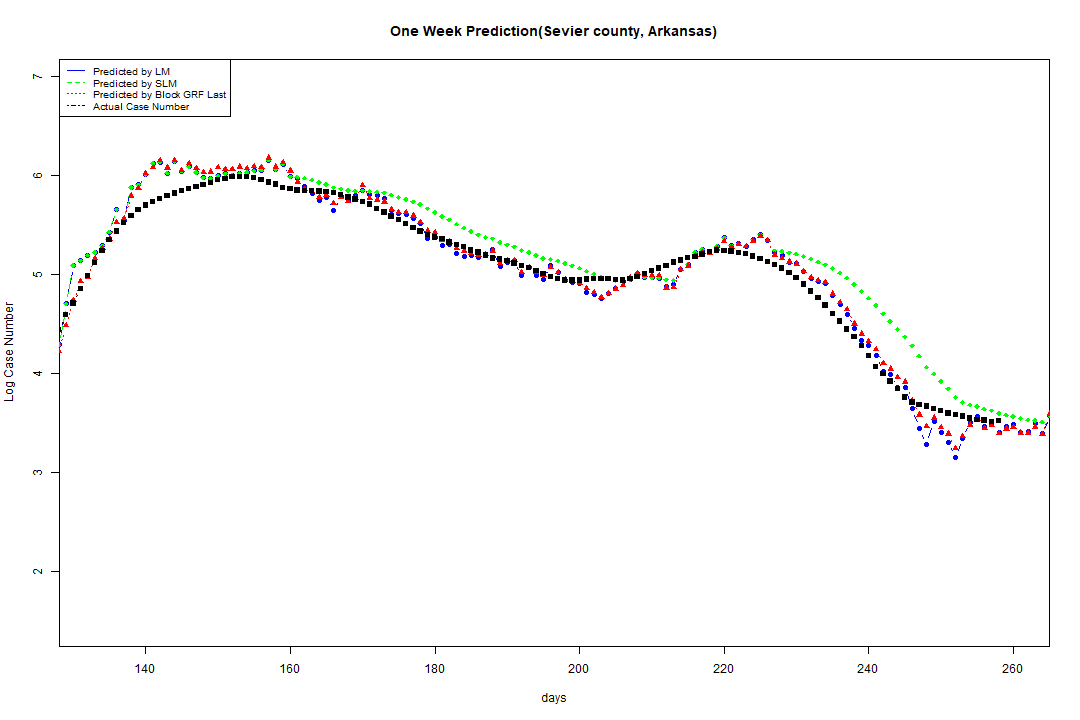 One Week Prediction(Sevier county, Arkansas)
Predicted by LM
Predicted by SLM
Predicted by Block GRF Last
Actual Case Number
Log Case Number
7
6
5
4
3
2
140 160 180 200 220 240 260
days